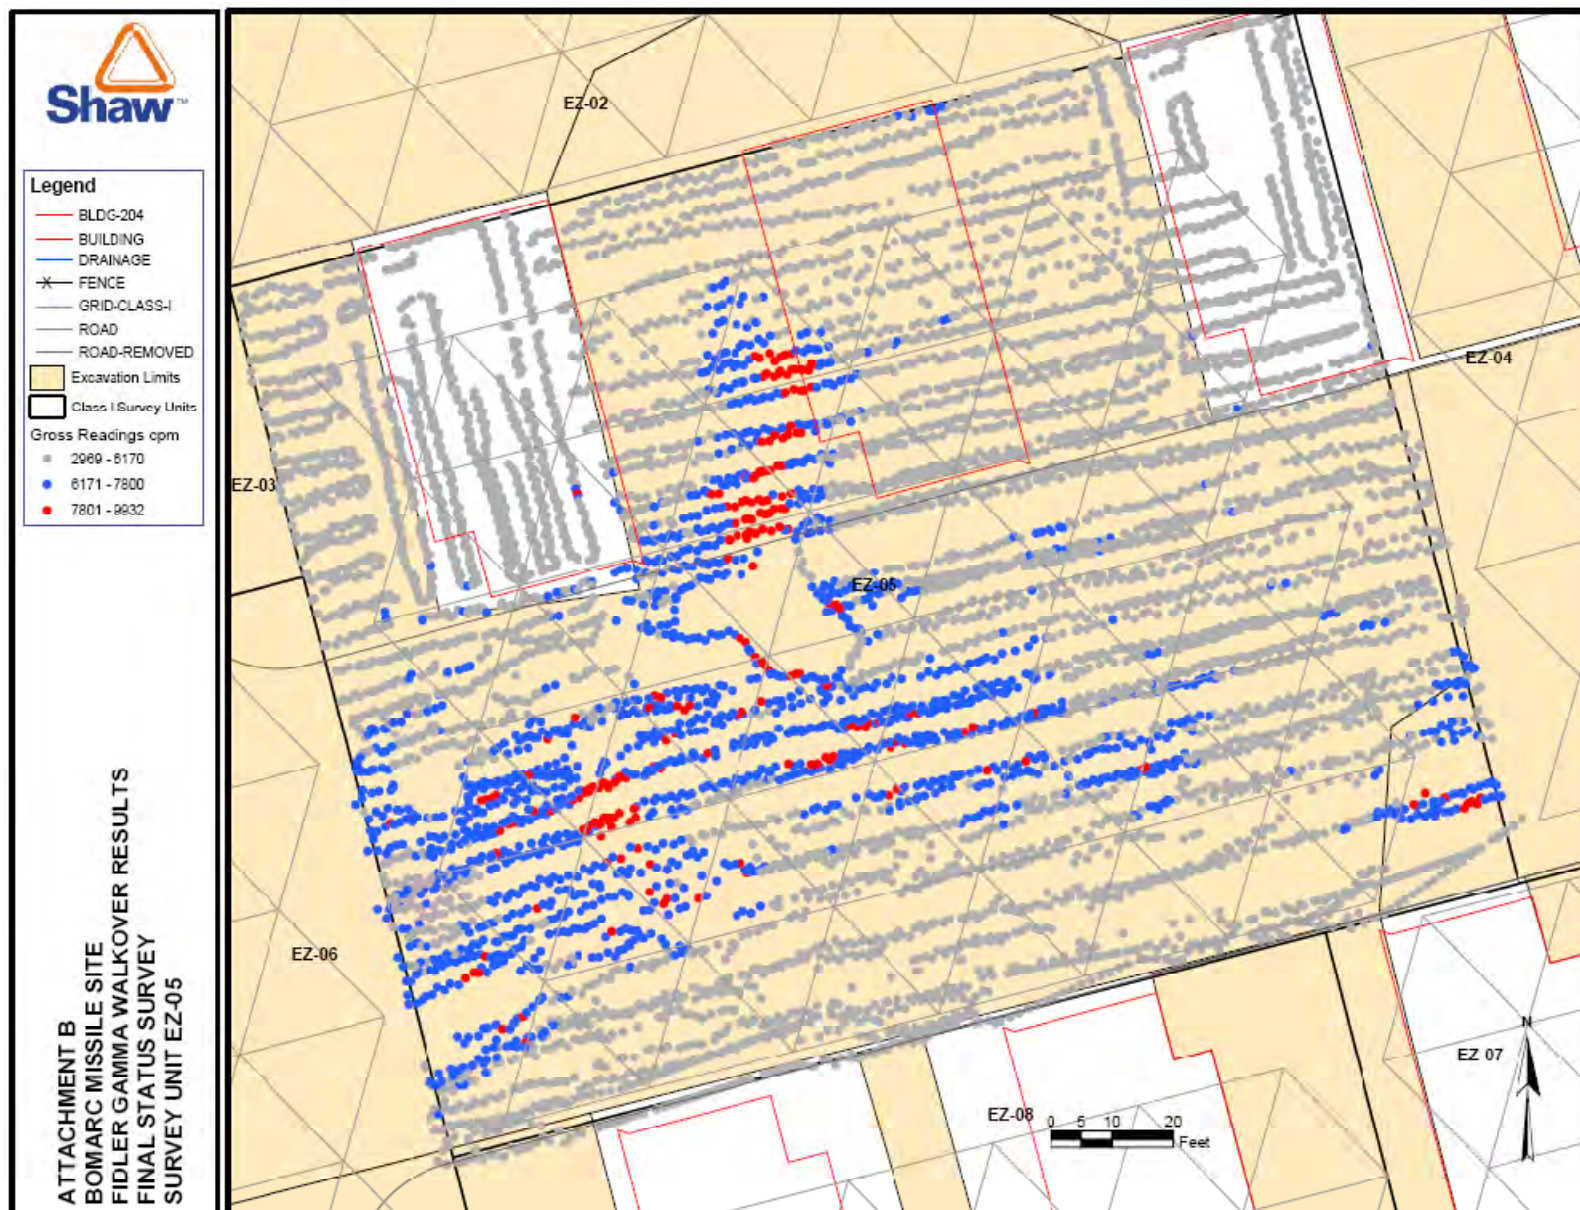 Shaw™
Legend
BLDG-204
BUILDING
DRAINAGE
FENCE
GRID-CLASS-I
ROAD
ROAD-REMOVED
Excavation Limits
Class I Survey Units
Gross Readings cpm
2969 - 6170
6171 - 7800
7801 - 9932
ATTACHMENT B
BOMARC MISSILE SITE
FIDLER GAMMA WALKOVER RESULTS
FINAL STATUS SURVEY
SURVEY UNIT EZ-05
EZ-02
EZ-04
EZ-03
EZ-05
EZ-06
EZ 07
EZ-08
N
0 5 10 20
Feet